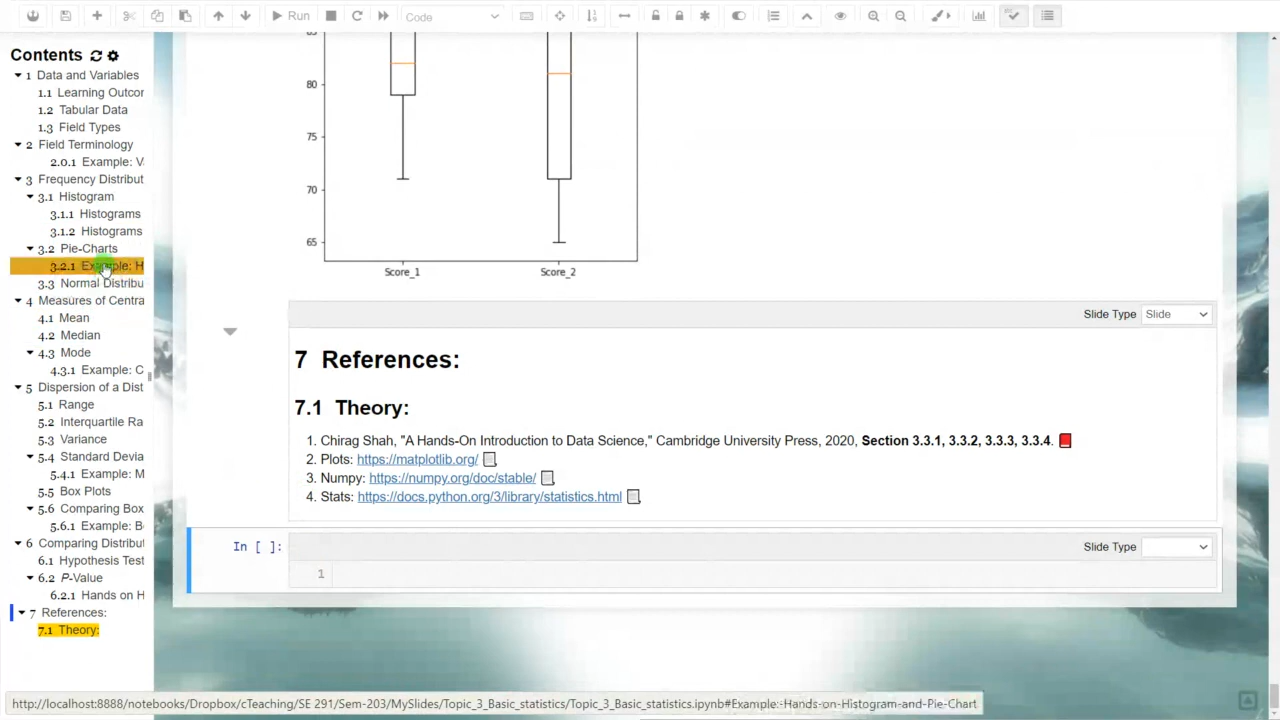 Run
Code
Contents
1 Data and Variables
1.1 Learning Outcor
1.2 Tabular Data
1.3 Field Types
2 Field Terminology
2.0.1 Example: V
3 Frequency Distribut
3.1 Histogram
3.1.1 Histograms
3.1.2 Histograms
3.2 Pie-Charts
3.2.1 Example: H
3.3 Normal Distribu
4 Measures of Centra
4.1 Mean
4.2 Median
4.3 Mode
4.3.1 Example: C
5 Dispersion of a Dist
5.1 Range
5.2 Interquartile Ra
5.3 Variance
5.4 Standard Devia
5.4.1 Example: M
5.5 Box Plots
5.6 Comparing Box
5.6.1 Example: B
6 Comparing Distribut
6.1 Hypothesis Test
6.2 P-Value
6.2.1 Hands on H
7 References:
7.1 Theory:
85
80
75
70
65
Score_1 Score_2
Slide Type Slide
7 References:
7.1 Theory:
1. Chirag Shah, "A Hands-On Introduction to Data Science," Cambridge University Press, 2020, Section 3.3.1, 3.3.2, 3.3.3, 3.3.4.
2. Plots: https://matplotlib.org/
3. Numpy: https://numpy.org/doc/stable/
4. Stats: https://docs.python.org/3/library/statistics.html
In [ ]:
Slide Type
1
http://localhost:8888/notebooks/Dropbox/cTeaching/SE 291/Sem-203/MySlides/Topic_3_Basic_statistics/Topic_3_Basic_statistics.ipynb#Example:-Hands-on-Histogram-and-Pie-Chart